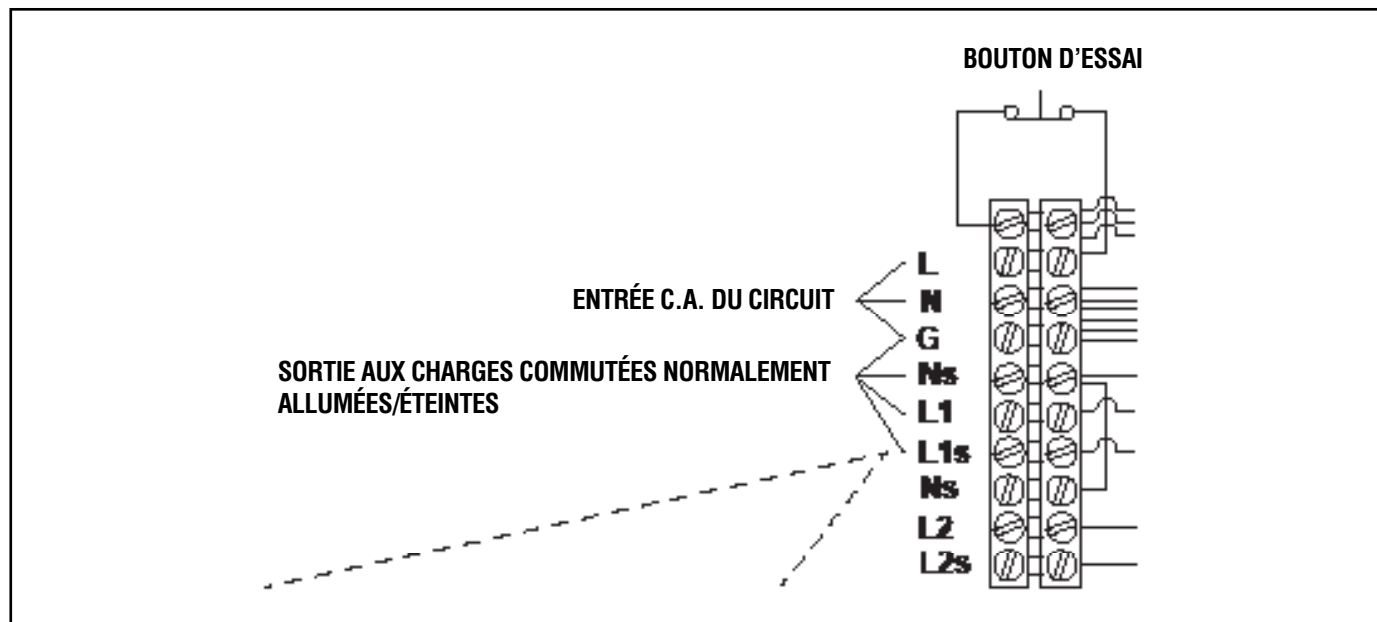 BOUTON D'ESSAI
L
ENTRÉE C.A. DU CIRCUIT
N
G
SORTIE AUX CHARGES COMMUTÉES NORMALEMENT
ALLUMÉES/ÉTEINTES
Ns
L1
L1s
Ns
L2
L2s